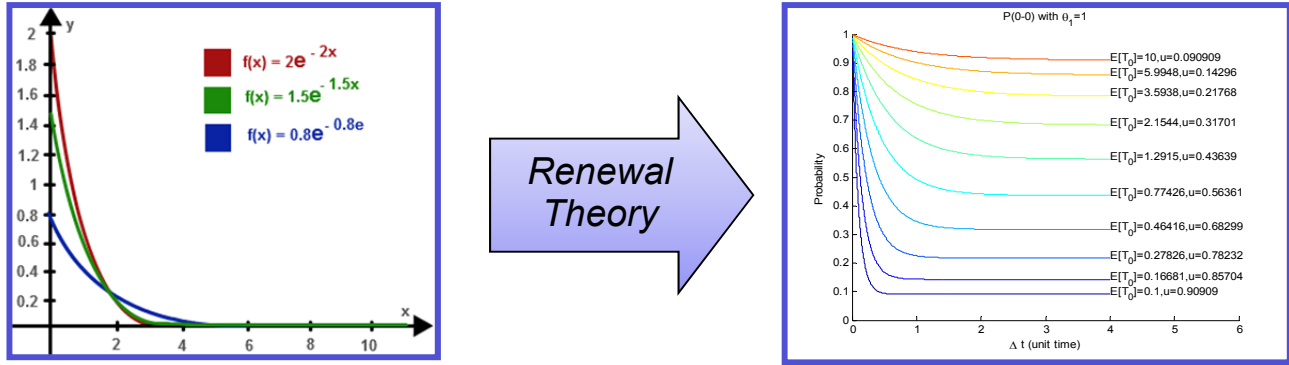 y
2
1.8
1.6
1.4
1.2
1
0.8
0.6
0.4
0.2
f(x) = 2e - 2x
f(x) = 1.5e - 1.5x
f(x) = 0.8e - 0.8e
x
2
4
6
8
10
Renewal
Theory
P(0-0) with θ1=1
Probability
1
0.9
0.8
0.7
0.6
0.5
0.4
0.3
0.2
0.1
0
E[T0]=10,u=0.090909
E[T0]=5.9948,u=0.14296
E[T0]=3.5938,u=0.21768
E[T0]=2.1544,u=0.31701
E[T0]=1.2915,u=0.43639
E[T0]=0.77426,u=0.56361
E[T0]=0.46416,u=0.68299
E[T0]=0.27826,u=0.78232
E[T0]=0.16681,u=0.85704
E[T0]=0.1,u=0.90909
0 1 2 3 4 5 6
Δ t (unit time)